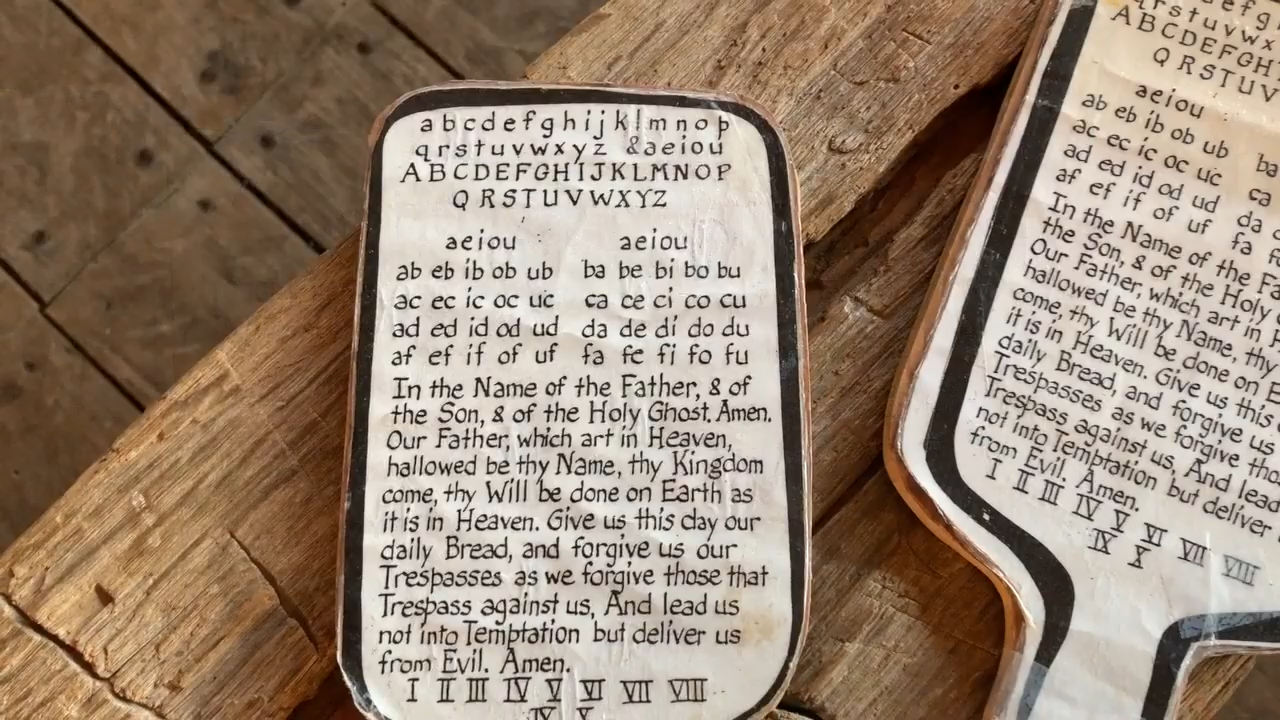 a b c d e f g h i j k l m n o p
q r s t u v w x y z & a e i o u
A B C D E F G H I J K L M N O P
Q R S T U V W X Y Z
a e i o u a e i o u
ab eb ib ob ub ba be bi bo bu
ac ec ic oc uc ca ce ci co cu
ad ed id od ud da de di do du
af ef if of uf fa fe fi fo fu
In the Name of the Father, & of
the Son, & of the Holy Ghost. Amen.
Our Father, which art in Heaven,
hallowed be thy Name, thy Kingdom
come, thy Will be done on Earth as
it is in Heaven. Give us this day our
daily Bread, and forgive us our
Trespasses as we forgive those that
Trespass against us, And lead us
not into Temptation but deliver us
from Evil. Amen.
I II III IV V VI VII VIII
IX X
e f g
q r s t u v w x
A B C D E F G H
Q R S T U V
a e i o u
ab eb ib ob ub ba
ac ec ic oc uc ca
ad ed id od ud da
af ef if of uf fa
In the Name of the Fa
the Son, & of the Holy
Our Father, which art in
hallowed be thy Name, thy
come, thy Will be done on E
it is in Heaven. Give us this
daily Bread, and forgive us
Trespasses as we forgive tho
Trespass against us, And lead
not into Temptation but deliver
from Evil. Amen.
I II III IV V VI VII VIII
IX X